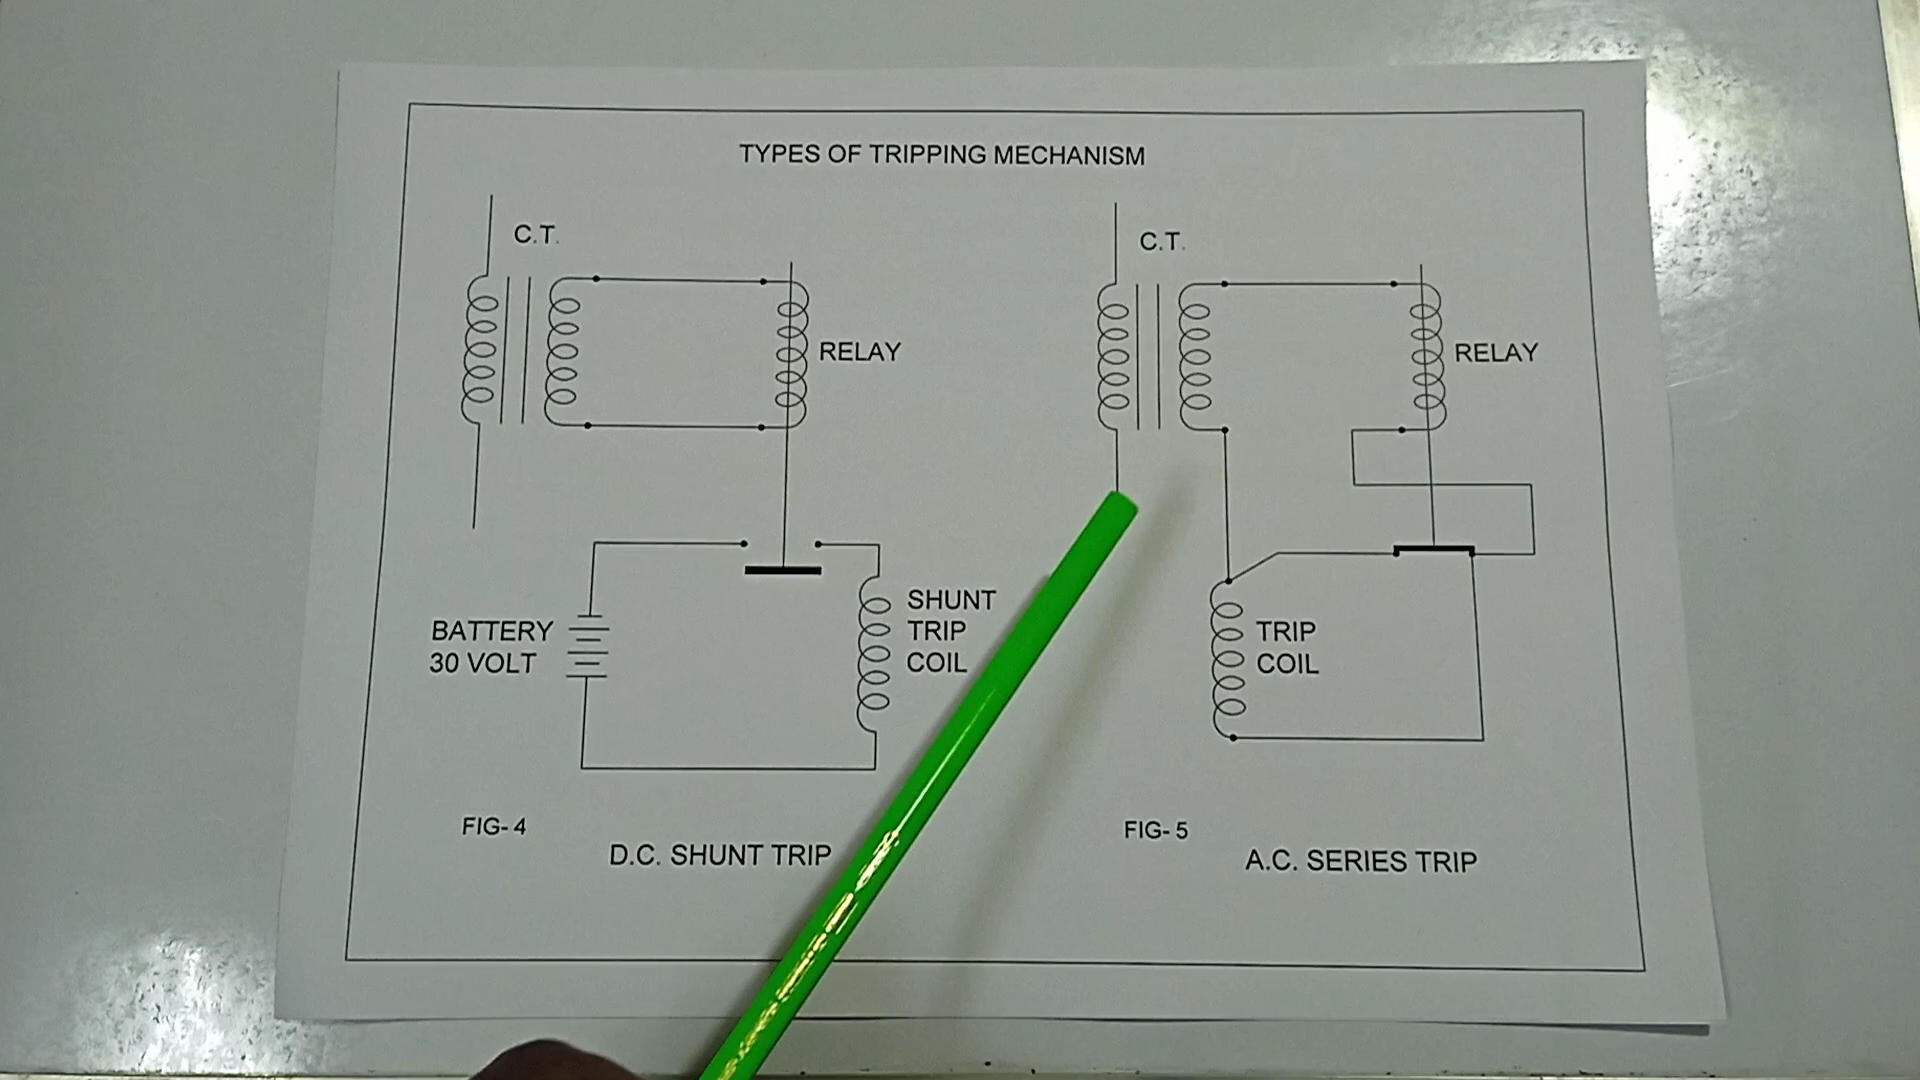 TYPES OF TRIPPING MECHANISM
C.T.
RELAY
BATTERY
30 VOLT
SHUNT
TRIP
COIL
FIG- 4
D.C. SHUNT TRIP
C.T.
RELAY
TRIP
COIL
FIG- 5
A.C. SERIES TRIP